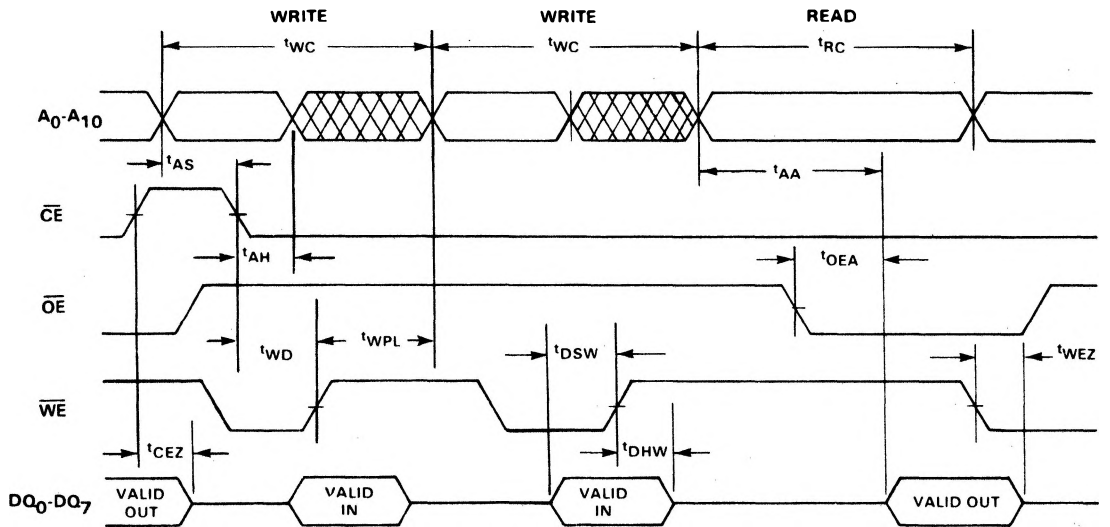 WRITE WRITE READ
tWC tWC tRC
A0-A10
tAS tAA
CE
tAH tOEA
OE
tWD tWPL tDSW tWEZ
WE
tCEZ tDHW
DQ0-DQ7 VALID OUT VALID IN VALID IN VALID OUT